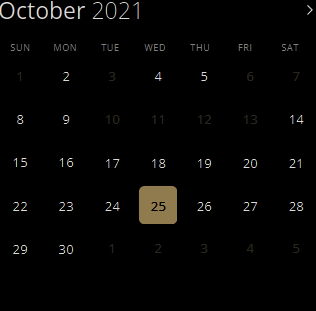 October 2021
SUN MON TUE WED THU FRI SAT
1 2 3 4 5 6 7
8 9 10 11 12 13 14
15 16 17 18 19 20 21
22 23 24 25 26 27 28
29 30 1 2 3 4 5